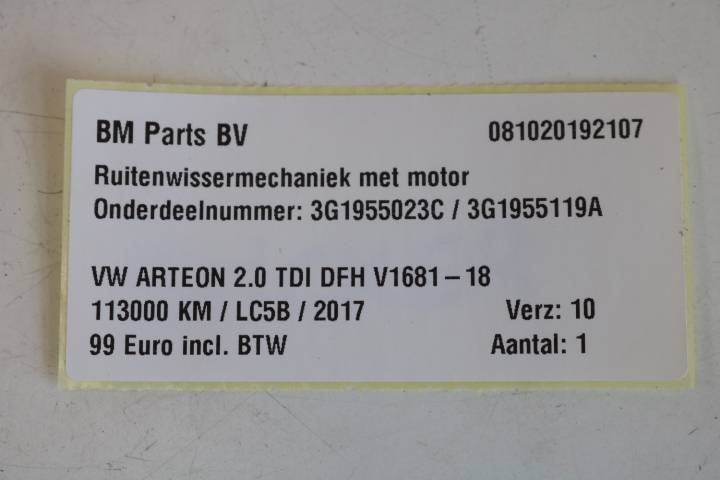 BM Parts BV 081020192107
Ruitenwissermechaniek met motor
Onderdeelnummer: 3G1955023C / 3G1955119A
VW ARTEON 2.0 TDI DFH V1681 – 18
113000 KM / LC5B / 2017 Verz: 10
99 Euro incl. BTW Aantal: 1